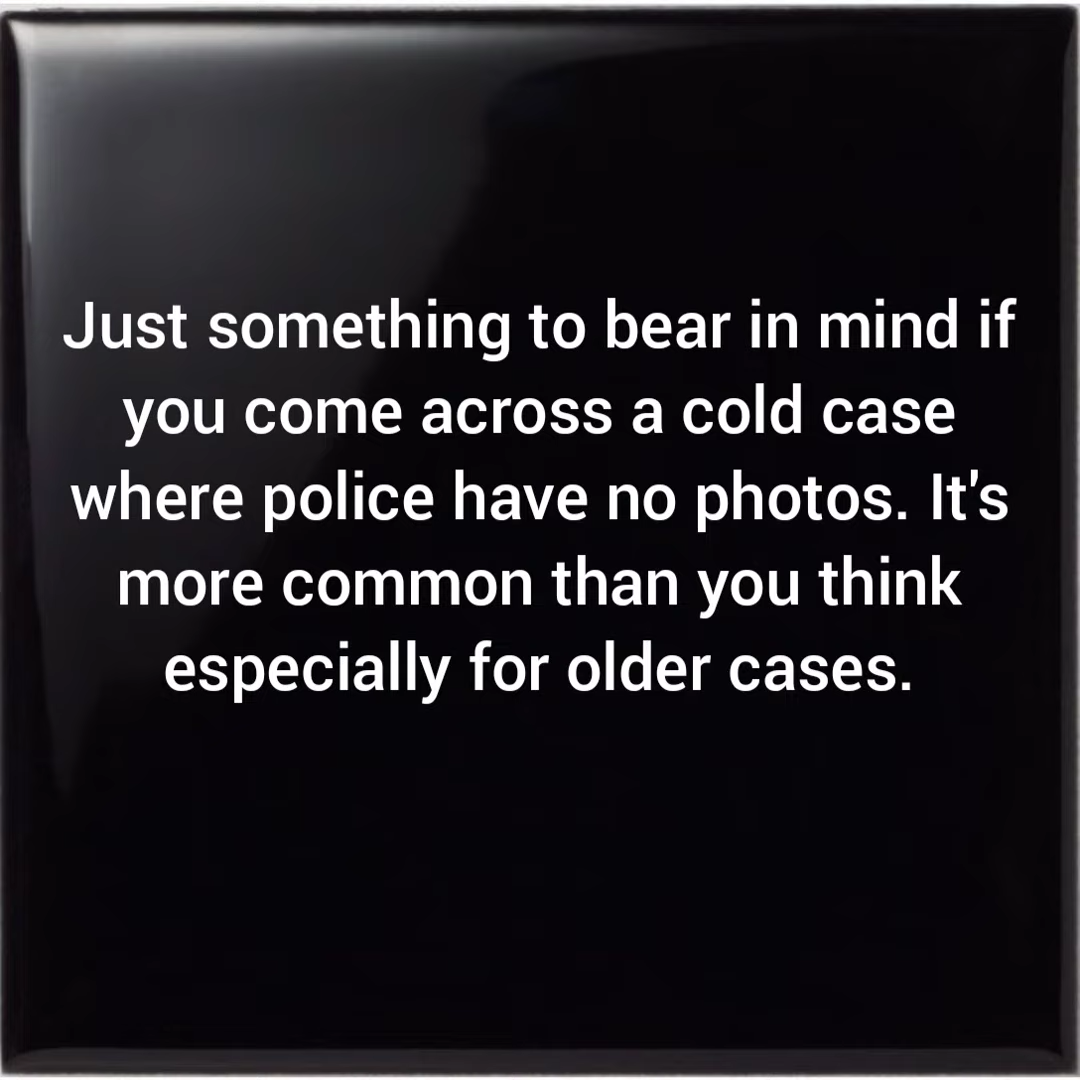 Just something to bear in mind if
you come across a cold case
where police have no photos. It's
more common than you think
especially for older cases.